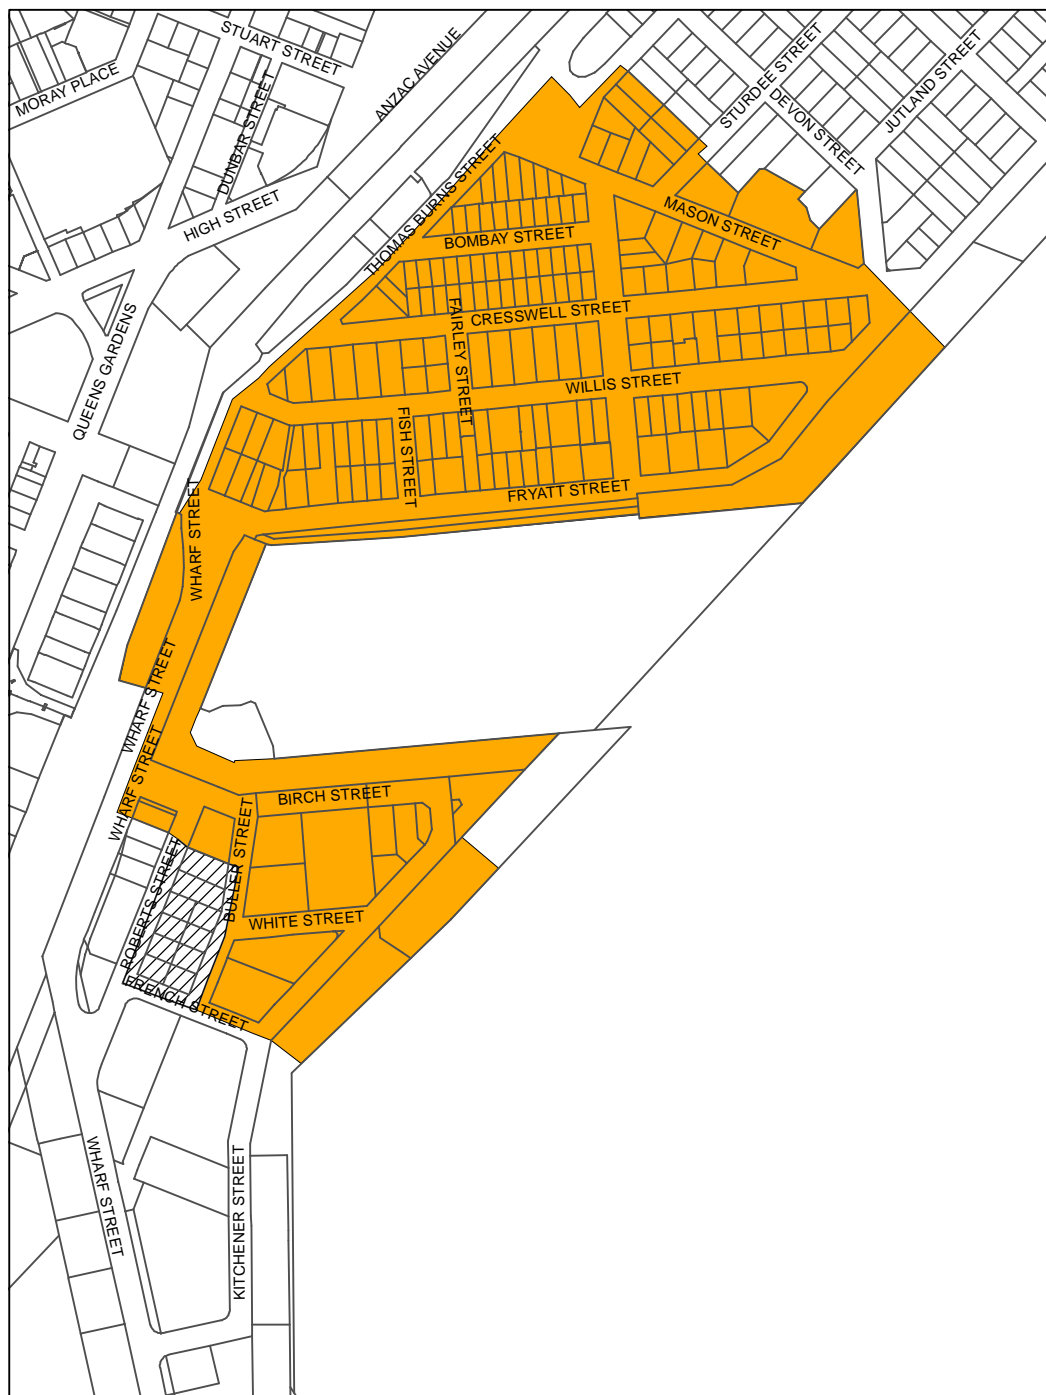 STUART STREET
ANZAC AVENUE
STURDEE STREET
JUTLAND STREET
MORAY PLACE
DEVON STREET
DUNBAR STREET
THOMAS BURNS STREET
HIGH STREET
MASON STREET
BOMBAY STREET
CRESSWELL STREET
FAIRLEY STREET
QUEENS GARDENS
WILLIS STREET
FISH STREET
FRYATT STREET
WHARF STREET
WHARF STREET
WHARF STREET
BIRCH STREET
BULLER STREET
ROBERTS STREET
WHITE STREET
FRENCH STREET
WHARF STREET
KITCHENER STREET